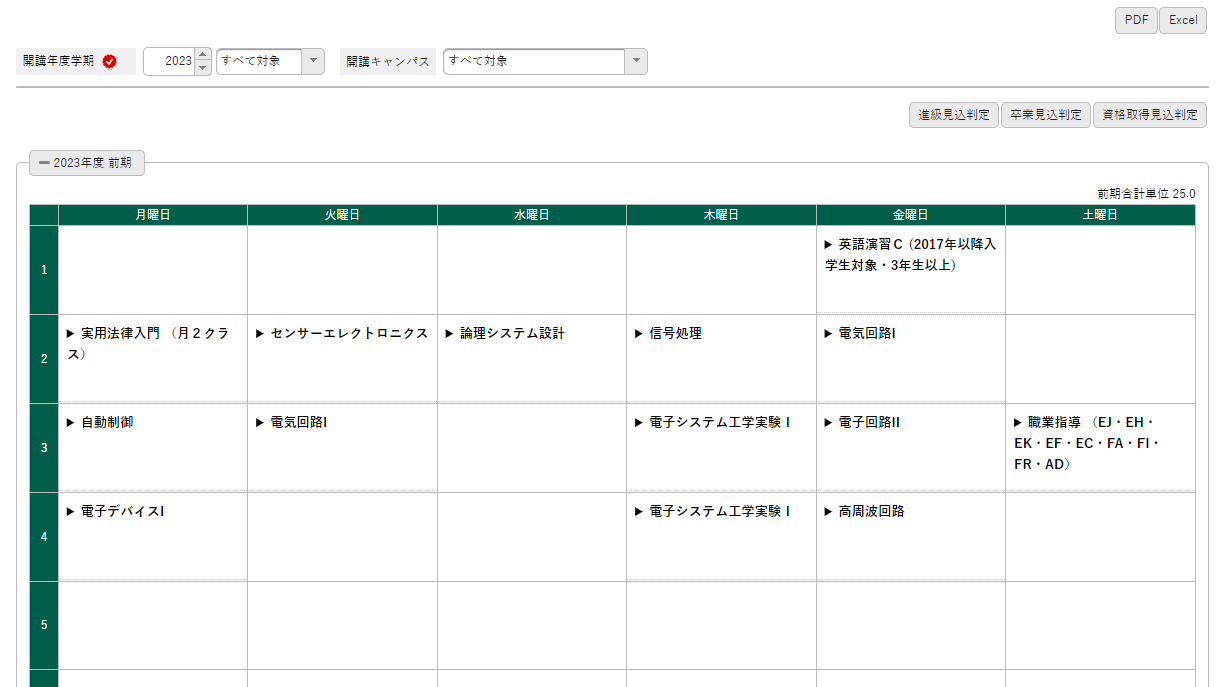 PDF Excel
開講年度学期 2023 すべて対象 開講キャンパス すべて対象
進級見込判定 卒業見込判定 資格取得見込判定
2023年度 前期
前期合計単位 25.0
月曜日 火曜日 水曜日 木曜日 金曜日 土曜日
1
▶ 英語演習Ｃ (2017年以降入
学生対象・3年生以上)
2
▶ 実用法律入門 （月２クラ
ス）
▶ センサーエレクトロニクス
▶ 論理システム設計
▶ 信号処理
▶ 電気回路I
3
▶ 自動制御
▶ 電気回路I
▶ 電子システム工学実験Ⅰ
▶ 電子回路II
▶ 職業指導 （EJ・EH・
EK・EF・EC・FA・FI・
FR・AD）
4
▶ 電子デバイスI
▶ 電子システム工学実験Ⅰ
▶ 高周波回路
5